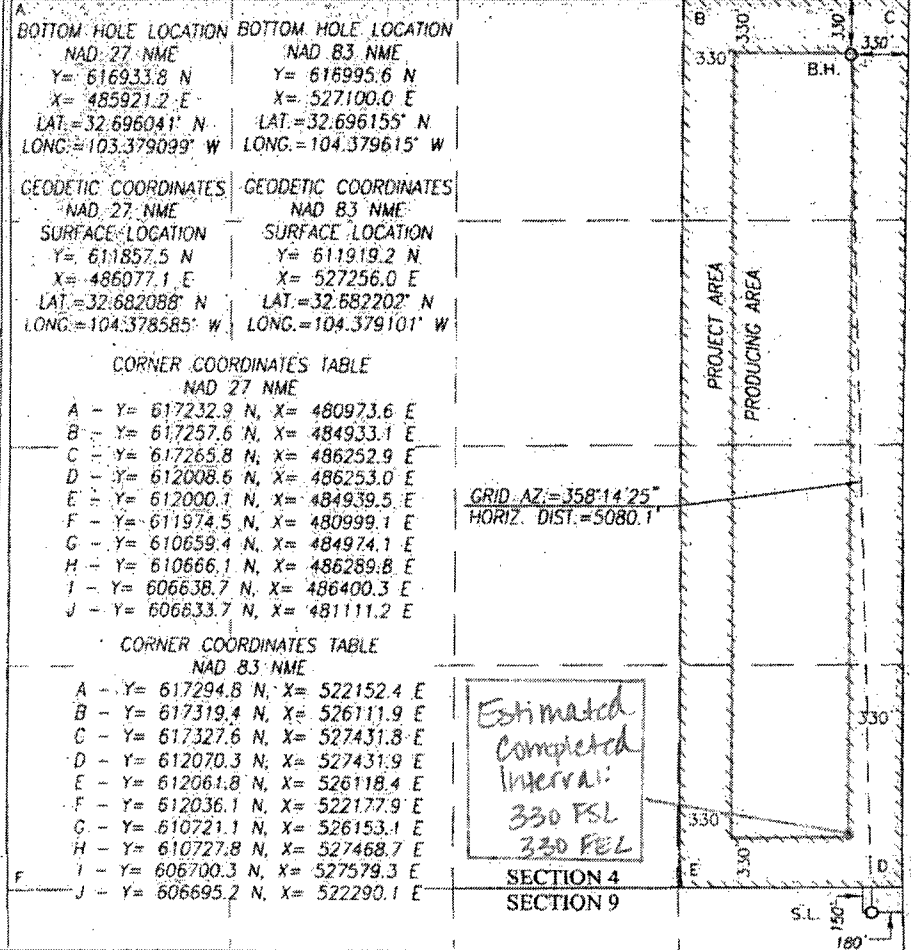 A
BOTTOM HOLE LOCATION
NAD 27 NME
Y= 616933.8 N
X= 485921.2 E
LAT.=32.696041° N
LONG.=103.379099° W
BOTTOM HOLE LOCATION
NAD 83 NME
Y= 616995.6 N
X= 527100.0 E
LAT.=32.696155° N
LONG.=104.379615° W
GEODETIC COORDINATES
NAD 27 NME
SURFACE LOCATION
Y= 611857.5 N
X= 486077.1 E
LAT.=32.682088° N
LONG.=104.378585° W
GEODETIC COORDINATES
NAD 83 NME
SURFACE LOCATION
Y= 611919.2 N
X= 527256.0 E
LAT.=32.682202° N
LONG.=104.379101° W
CORNER COORDINATES TABLE
NAD 27 NME
A - Y= 617232.9 N, X= 480973.6 E
B - Y= 617257.6 N, X= 484933.1 E
C - Y= 617265.8 N, X= 486252.9 E
D - Y= 612008.6 N, X= 486253.0 E
E - Y= 612000.1 N, X= 484939.5 E
F - Y= 611974.5 N, X= 480999.1 E
G - Y= 610659.4 N, X= 484974.1 E
H - Y= 610666.1 N, X= 486289.8 E
I - Y= 606638.7 N, X= 486400.3 E
J - Y= 606633.7 N, X= 481111.2 E
CORNER COORDINATES TABLE
NAD 83 NME
A - Y= 617294.8 N, X= 522152.4 E
B - Y= 617319.4 N, X= 526111.9 E
C - Y= 617327.6 N, X= 527431.8 E
D - Y= 612070.3 N, X= 527431.9 E
E - Y= 612061.8 N, X= 526118.4 E
F - Y= 612036.1 N, X= 522177.9 E
G - Y= 610721.1 N, X= 526153.1 E
H - Y= 610727.8 N, X= 527468.7 E
I - Y= 606700.3 N, X= 527579.3 E
J - Y= 606695.2 N, X= 522290.1 E
F
B
330'
330'
C
330'
330'
B.H.
PROJECT AREA
PRODUCING AREA
GRID AZ.=358°14'25"
HORIZ. DIST.=5080.1'
Estimated
Completed
Interval:
330 FSL
330 FEL
330'
330'
330'
E
D
SECTION 4
SECTION 9
S.L.
150'
180'